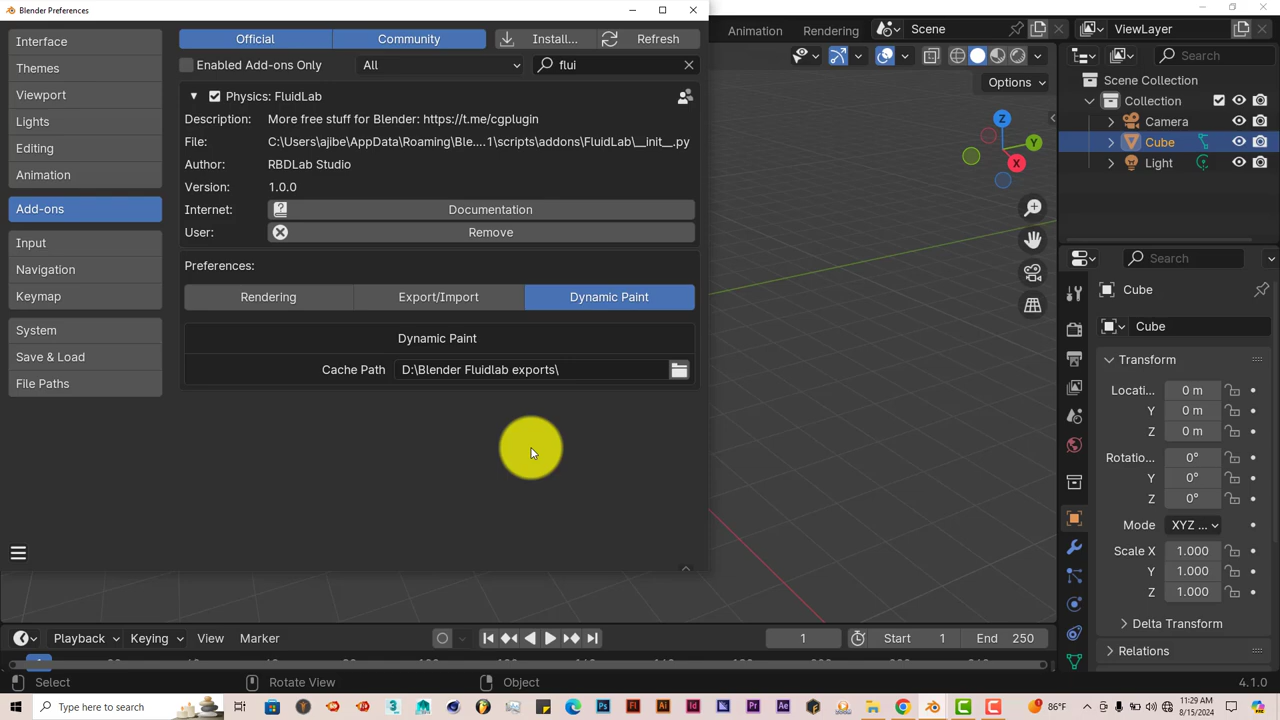 Blender Preferences
Interface
Themes
Viewport
Lights
Editing
Animation
Add-ons
Input
Navigation
Keymap
System
Save & Load
File Paths
Official Community Install... Refresh
Enabled Add-ons Only All flui
Physics: FluidLab
Description: More free stuff for Blender: https://t.me/cgplugin
File: C:\Users\ajibe\AppData\Roaming\Ble....1\scripts\addons\FluidLab\__init__.py
Author: RBDLab Studio
Version: 1.0.0
Internet: Documentation
User: Remove
Preferences:
Rendering Export/Import Dynamic Paint
Dynamic Paint
Cache Path D:\Blender Fluidlab exports\
Animation Rendering Scene ViewLayer
Options
Z
Y
X
Search
Scene Collection
Collection
Camera
Cube
Light
Search
Cube
Cube
Transform
Locati... 0 m
Y 0 m
Z 0 m
Rotatio... 0°
Y 0°
Z 0°
Mode XYZ ...
Scale X 1.000
Y 1.000
Z 1.000
Delta Transform
Relations
Playback Keying View Marker 1 Start 1 End 250
Select Rotate View Object 4.1.0
Type here to search 86°F 11:29 AM
8/15/2024